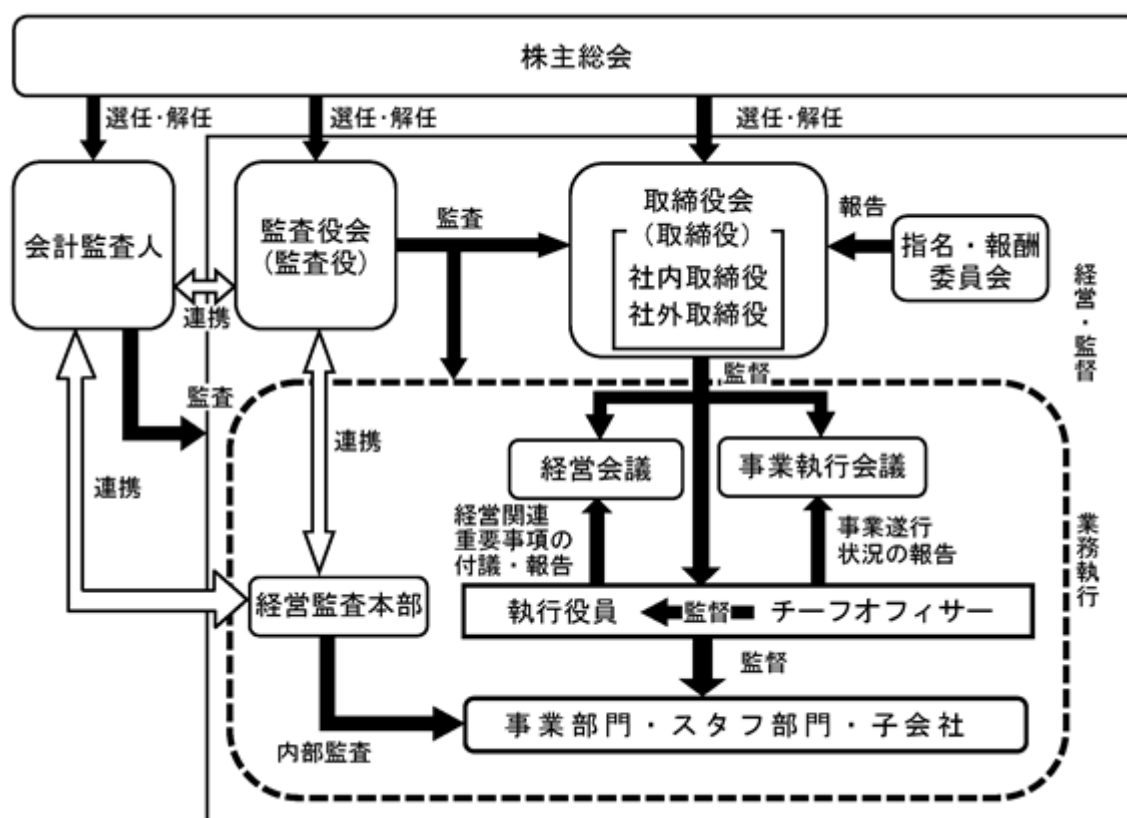 株主総会
選任・解任
選任・解任
選任・解任
会計監査人
監査役会
(監査役)
監査
取締役会
(取締役)
社内取締役
社外取締役
報告
指名・報酬
委員会
連携
経営・監督
監査
監督
連携
連携
経営会議
事業執行会議
経営関連
重要事項の
付議・報告
事業遂行
状況の報告
業務執行
経営監査本部
執行役員
監督
チーフオフィサー
監督
内部監査
事業部門・スタフ部門・子会社